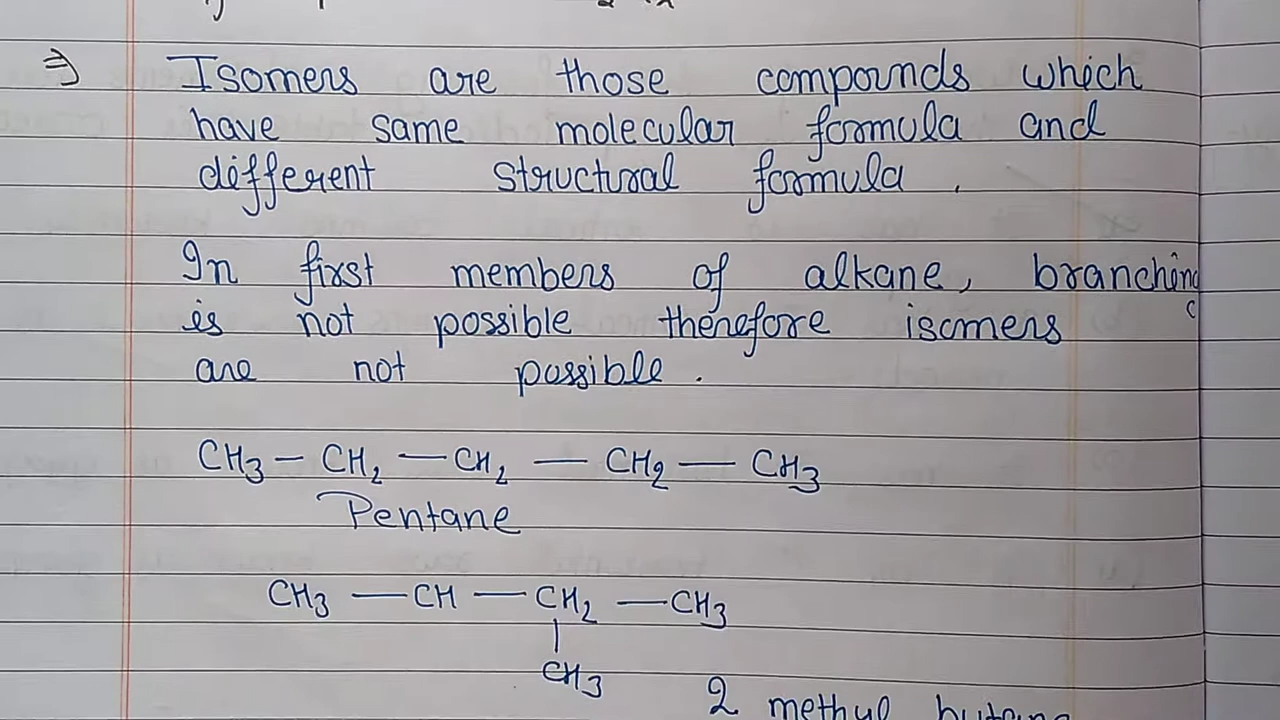 ⇒ Isomers are those compounds which
have same molecular formula and
different structural formula.
In first members of alkane, branching
is not possible therefore isomers
are not possible.
CH3 — CH2 — CH2 — CH2 — CH3
Pentane
CH3 — CH — CH2 — CH3
|
CH3
2 methyl butane